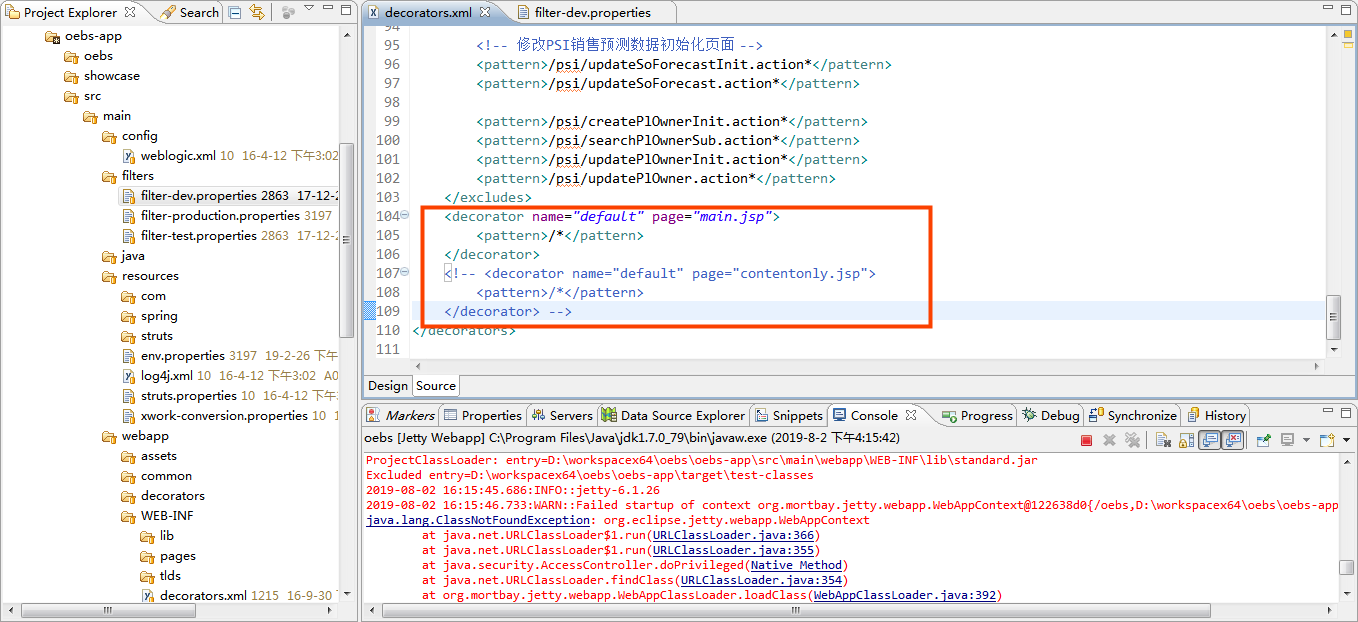 Project Explorer
Search
decorators.xml
filter-dev.properties
oebs-app
oebs
showcase
src
main
config
weblogic.xml 10 16-4-12 下午3:02
filters
filter-dev.properties 2863 17-12-2
filter-production.properties 3197
filter-test.properties 2863 17-12-2
java
resources
com
spring
struts
env.properties 3197 19-2-26 下午
log4j.xml 10 16-4-12 下午3:02 A0
struts.properties 10 16-4-12 下午3:
xwork-conversion.properties 10 1
webapp
assets
common
decorators
WEB-INF
lib
pages
tlds
decorators.xml 1215 16-9-30
94
95 <!-- 修改PSI销售预测数据初始化页面 -->
96 <pattern>/psi/updateSoForecastInit.action*</pattern>
97 <pattern>/psi/updateSoForecast.action*</pattern>
98
99 <pattern>/psi/createPlOwnerInit.action*</pattern>
100 <pattern>/psi/searchPlOwnerSub.action*</pattern>
101 <pattern>/psi/updatePlOwnerInit.action*</pattern>
102 <pattern>/psi/updatePlOwner.action*</pattern>
103 </excludes>
104 <decorator name="default" page="main.jsp">
105 <pattern>/*</pattern>
106 </decorator>
107 <!-- <decorator name="default" page="contentonly.jsp">
108 <pattern>/*</pattern>
109 </decorator> -->
110 </decorators>
111
Design Source
Markers Properties Servers Data Source Explorer Snippets Console Progress Debug Synchronize History
oebs [Jetty Webapp] C:\Program Files\Java\jdk1.7.0_79\bin\javaw.exe (2019-8-2 下午4:15:42)
ProjectClassLoader: entry=D:\workspacex64\oebs\oebs-app\src\main\webapp\WEB-INF\lib\standard.jar
Excluded entry=D:\workspacex64\oebs\oebs-app\target\test-classes
2019-08-02 16:15:45.686:INFO::jetty-6.1.26
2019-08-02 16:15:46.733:WARN::Failed startup of context org.mortbay.jetty.webapp.WebAppContext@122638d0{/oebs,D:\workspacex64\oebs\oebs-app
java.lang.ClassNotFoundException: org.eclipse.jetty.webapp.WebAppContext
at java.net.URLClassLoader$1.run(URLClassLoader.java:366)
at java.net.URLClassLoader$1.run(URLClassLoader.java:355)
at java.security.AccessController.doPrivileged(Native Method)
at java.net.URLClassLoader.findClass(URLClassLoader.java:354)
at org.mortbay.jetty.webapp.WebAppClassLoader.loadClass(WebAppClassLoader.java:392)